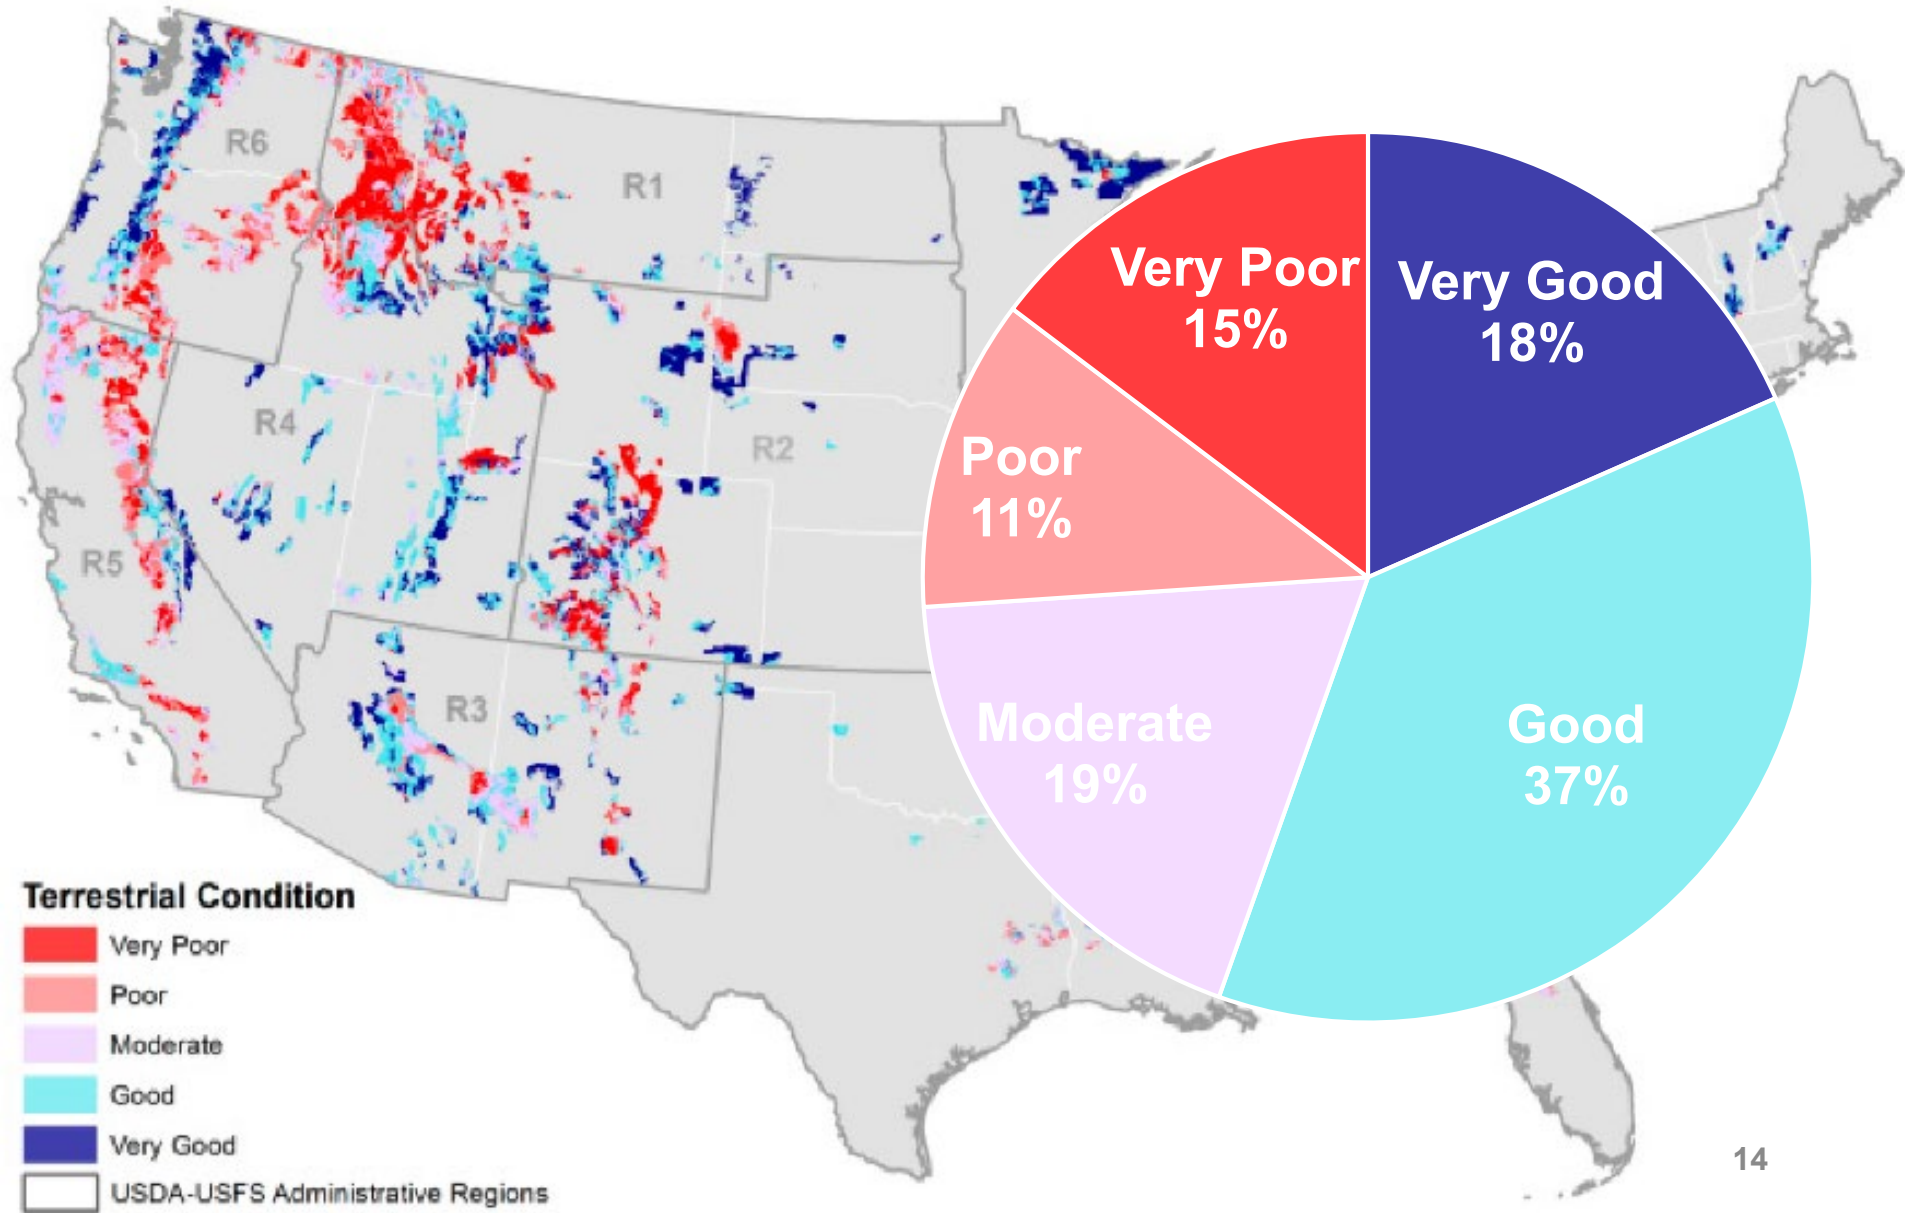 R6
R1
R4
R2
R5
R3
Very Poor
15%
Very Good
18%
Poor
11%
Moderate
19%
Good
37%
Terrestrial Condition
Very Poor
Poor
Moderate
Good
Very Good
USDA-USFS Administrative Regions
14